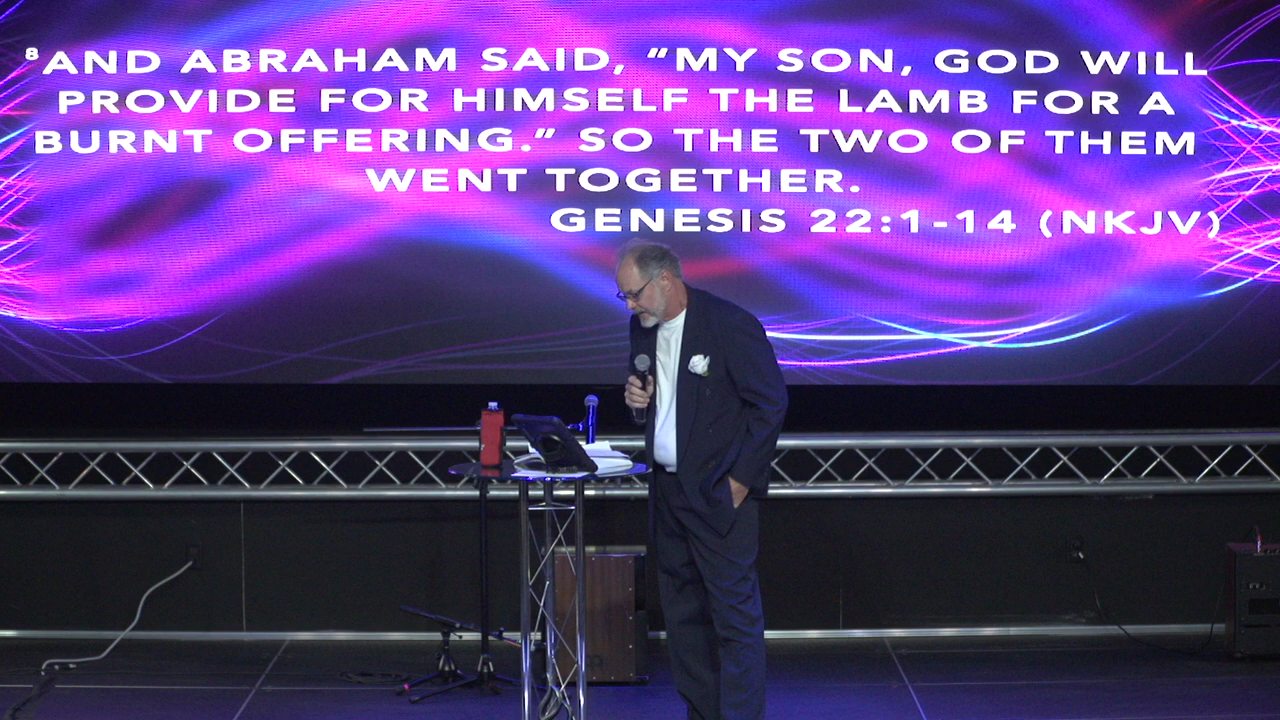 ⁸AND ABRAHAM SAID, “MY SON, GOD WILL
PROVIDE FOR HIMSELF THE LAMB FOR A
BURNT OFFERING.” SO THE TWO OF THEM
WENT TOGETHER.
GENESIS 22:1-14 (NKJV)